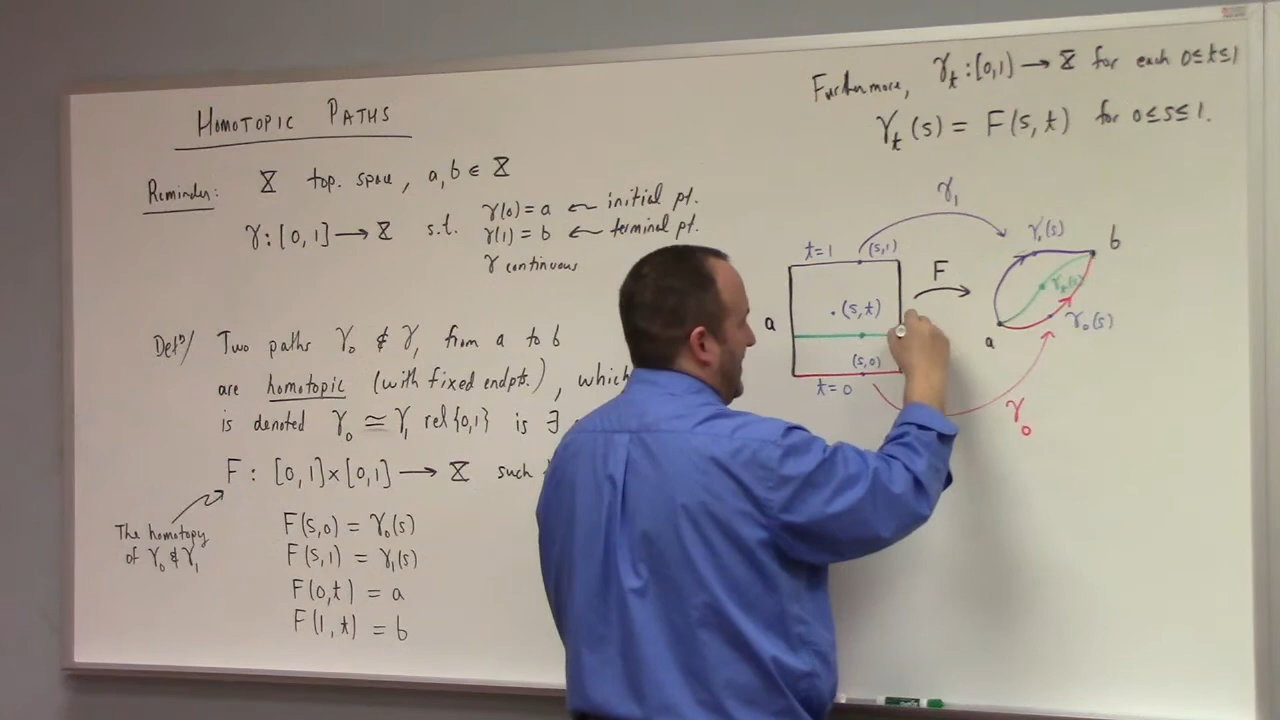 HOMOTOPIC PATHS
Reminder: X top. space, a,b ∈ X
γ: [0,1] → X s.t. γ(0) = a ← initial pt.
γ(1) = b ← terminal pt.
γ continuous
Defⁿ/ Two paths γ₀ & γ₁ from a to b
are homotopic (with fixed endpts.), which
is denoted γ₀ ≃ γ₁ rel{0,1} is ∃
F: [0,1]×[0,1] → X such
The homotopy
of γ₀ & γ₁
F(s,0) = γ₀(s)
F(s,1) = γ₁(s)
F(0,t) = a
F(1,t) = b
Furthermore, γₜ: [0,1] → X for each 0≤t≤1
γₜ(s) = F(s,t) for 0≤s≤1.
γ₁
t=1 (s,1)
γ₁(s) b
F
a (s,t)
γₜ(s)
γ₀(s)
a
(s,0)
t=0
γ₀